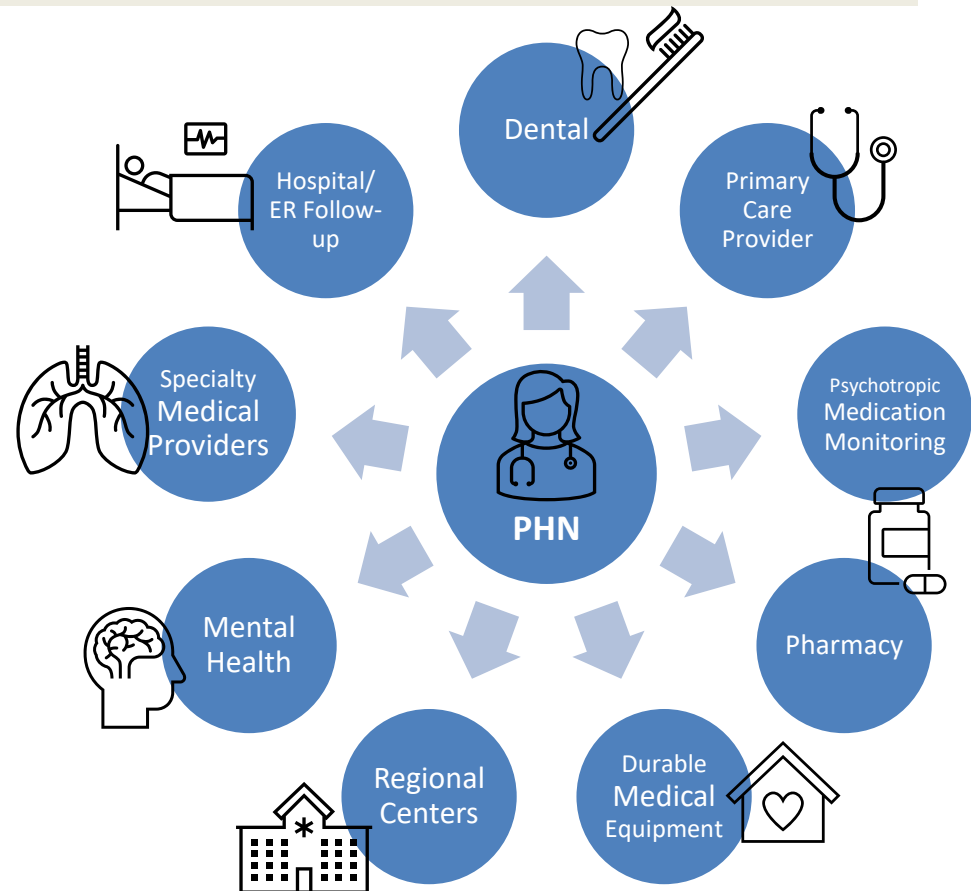 Dental
Hospital/
ER Follow-
up
Primary
Care
Provider
Specialty
Medical
Providers
Psychotropic
Medication
Monitoring
PHN
Mental
Health
Pharmacy
Regional
Centers
Durable
Medical
Equipment